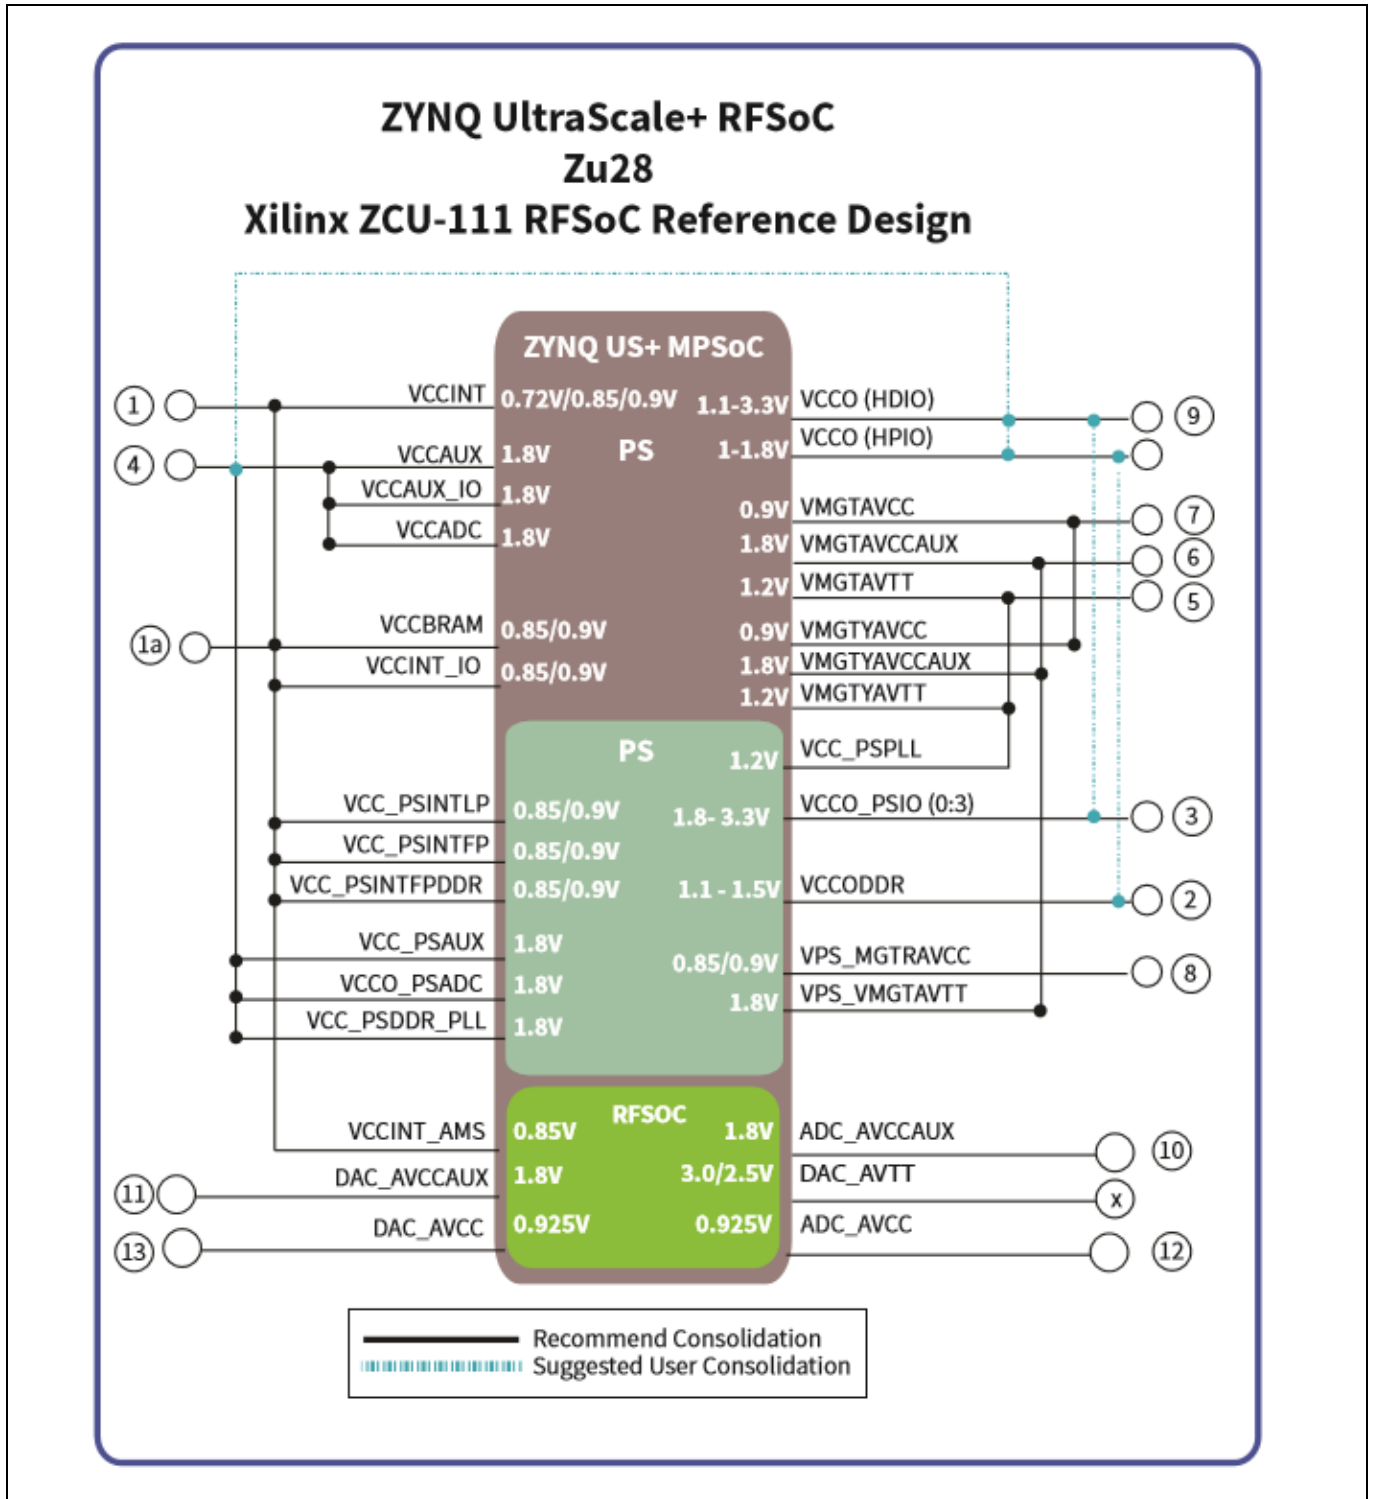 ZYNQ UltraScale+ RFSoC
Zu28
Xilinx ZCU-111 RFSoC Reference Design
ZYNQ US+ MPSoC
1 VCCINT 0.72V/0.85/0.9V 1.1-3.3V VCCO (HDIO) 9
4 VCCAUX 1.8V PS 1-1.8V VCCO (HPIO)
VCCAUX_IO 1.8V 0.9V VMGTAVCC 7
VCCADC 1.8V 1.8V VMGTAVCCAUX 6
1.2V VMGTAVTT 5
1a VCCBRAM 0.85/0.9V 0.9V VMGTYAVCC
VCCINT_IO 0.85/0.9V 1.8V VMGTYAVCCAUX
1.2V VMGTYAVTT
PS 1.2V VCC_PSPLL
VCC_PSINTLP 0.85/0.9V 1.8- 3.3V VCCO_PSIO (0:3) 3
VCC_PSINTFP 0.85/0.9V
VCC_PSINTFPDDR 0.85/0.9V 1.1 - 1.5V VCCODDR 2
VCC_PSAUX 1.8V 0.85/0.9V VPS_MGTRAVCC 8
VCCO_PSADC 1.8V 1.8V VPS_VMGTAVTT
VCC_PSDDR_PLL 1.8V
RFSOC
VCCINT_AMS 0.85V 1.8V ADC_AVCCAUX 10
11 DAC_AVCCAUX 1.8V 3.0/2.5V DAC_AVTT x
13 DAC_AVCC 0.925V 0.925V ADC_AVCC 12
Recommend Consolidation
Suggested User Consolidation